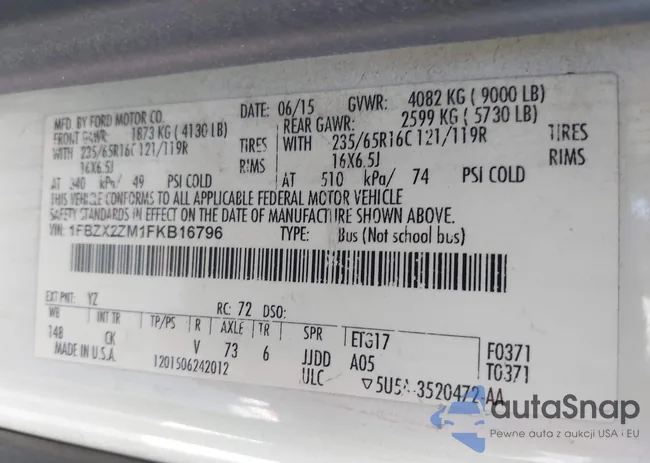 MFD. BY FORD MOTOR CO. DATE: 06/15 GVWR: 4082 KG ( 9000 LB)
FRONT GAWR: 1873 KG ( 4130 LB) REAR GAWR: 2599 KG ( 5730 LB)
WITH 235/65R16C 121/119R TIRES WITH 235/65R16C 121/119R TIRES
16X6.5J RIMS 16X6.5J RIMS
AT 340 kPa/ 49 PSI COLD AT 510 kPa/ 74 PSI COLD
THIS VEHICLE CONFORMS TO ALL APPLICABLE FEDERAL MOTOR VEHICLE
SAFETY STANDARDS IN EFFECT ON THE DATE OF MANUFACTURE SHOWN ABOVE.
VIN: 1FBZX2ZM1FKB16796 TYPE: Bus (Not school bus)
EXT PNT: YZ RC: 72 DSO:
WB INT TR TP/PS R AXLE TR SPR ETG17 F0371
148 CK V 73 6 JJDD A05 T0371
MADE IN U.S.A. 1201506242012 ULC ▽5U5A-3520472-AA
autaSnap
Pewne auta z aukcji USA i EU